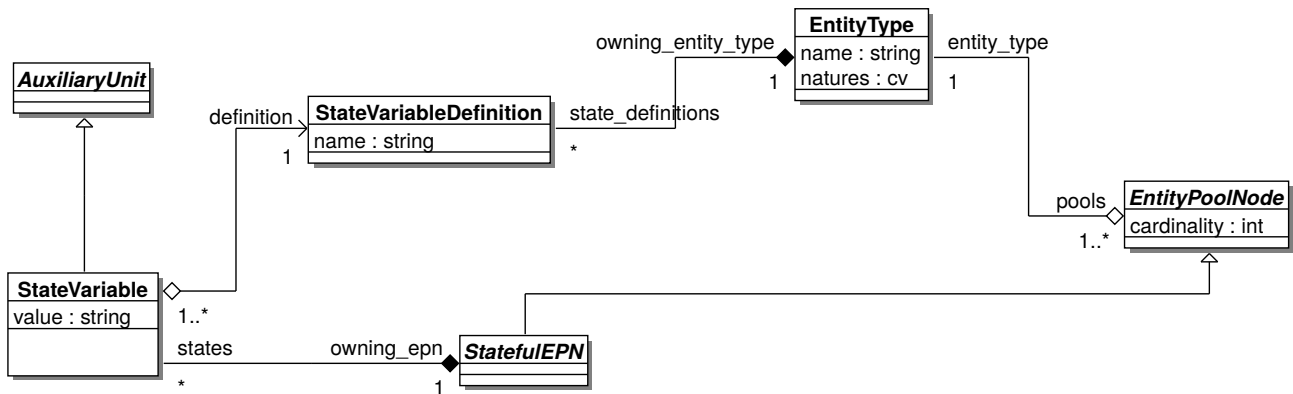 EntityType
owning_entity_type
entity_type
name : string
natures : cv
1
1
AuxiliaryUnit
StateVariableDefinition
state_definitions
definition
name : string
1
*
EntityPoolNode
pools
cardinality : int
1..*
StateVariable
value : string
1..*
states
owning_epn
StatefulEPN
*
1